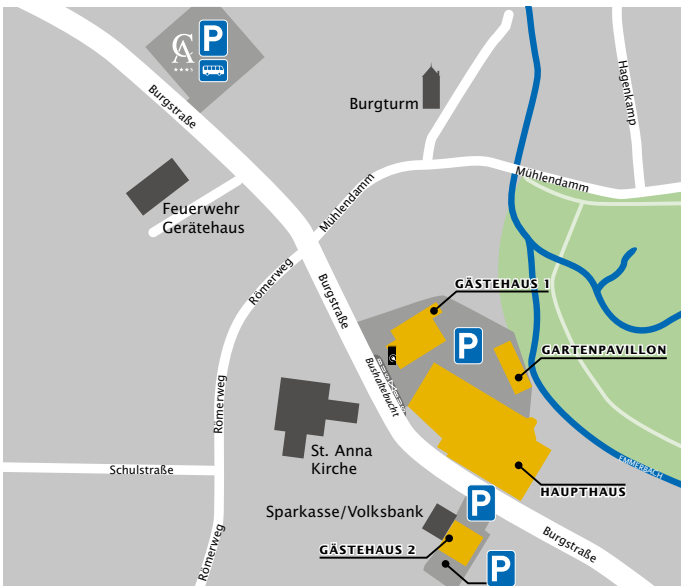 CA
P
Burgstraße
Burgturm
Hagenkamp
Mühlendamm
Feuerwehr
Gerätehaus
Mühlendamm
Römerweg
Burgstraße
GÄSTEHAUS 1
P
GARTENPAVILLON
Bushaltebucht
Römerweg
St. Anna
Kirche
Schulstraße
EMMERBACH
HAUPTHAUS
P
Sparkasse/Volksbank
Burgstraße
GÄSTEHAUS 2
Römerweg
P